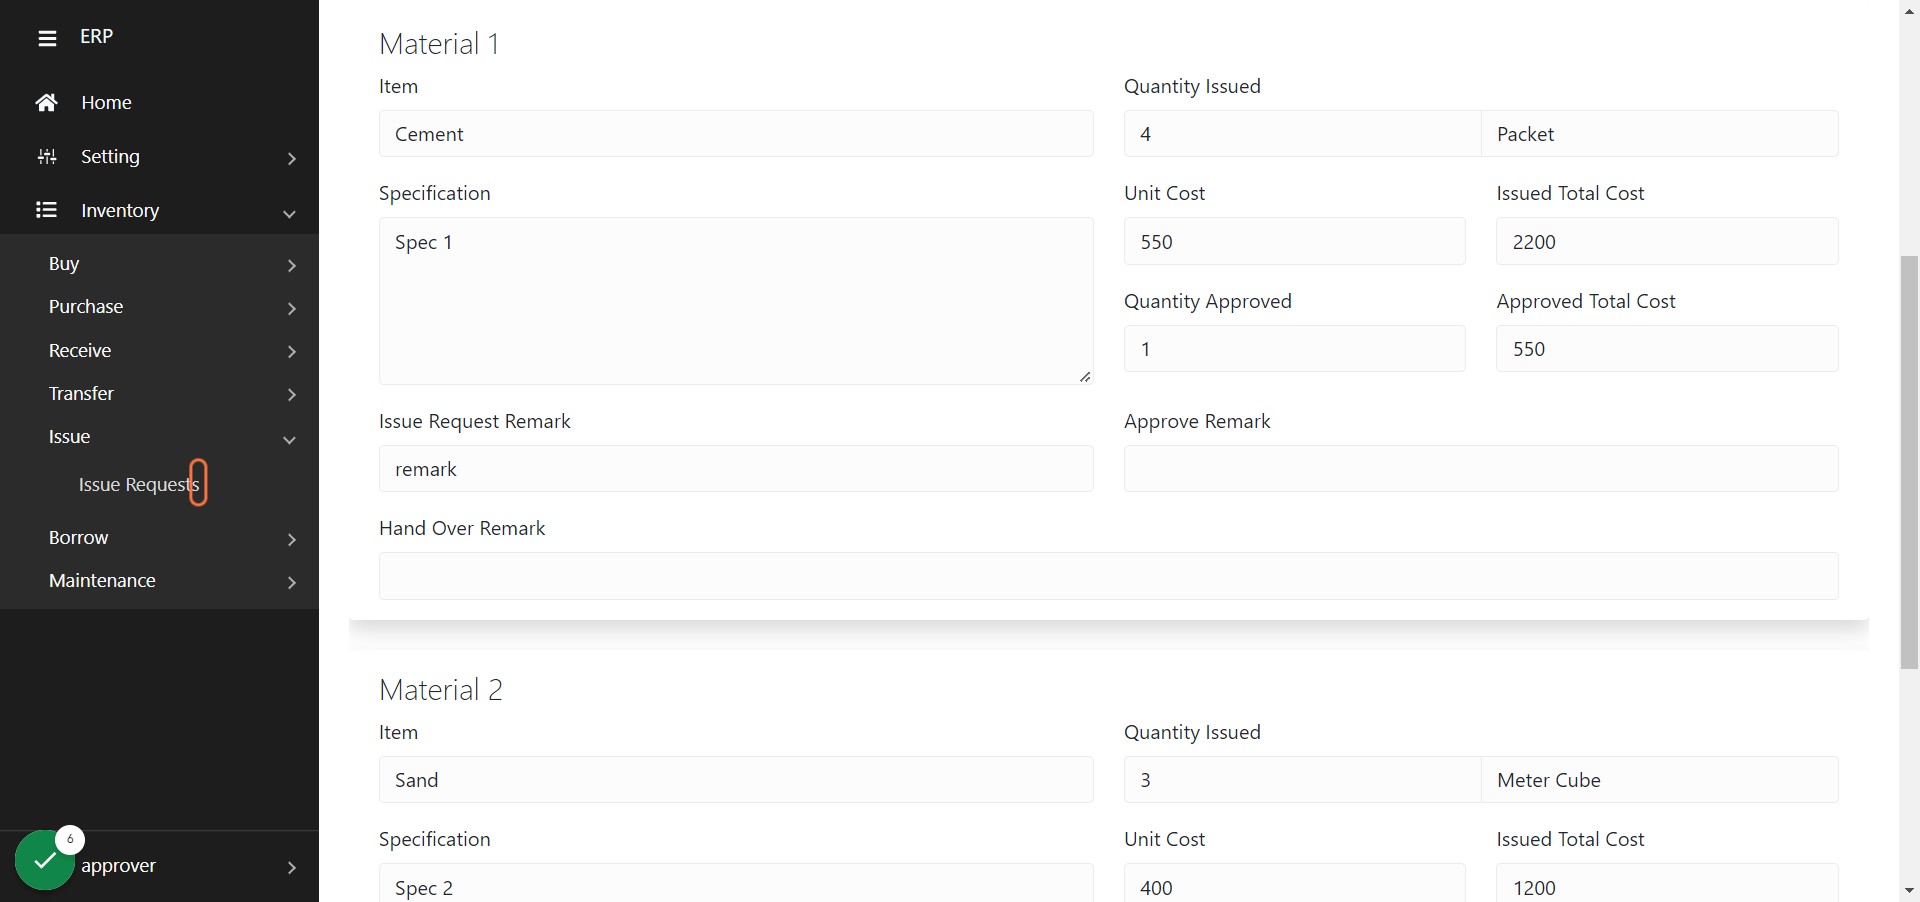 ERP
Home
Setting
Inventory
Buy
Purchase
Receive
Transfer
Issue
Issue Requests
Borrow
Maintenance
6
approver
Material 1
Item
Quantity Issued
Cement
4
Packet
Specification
Unit Cost
Issued Total Cost
Spec 1
550
2200
Quantity Approved
Approved Total Cost
1
550
Issue Request Remark
Approve Remark
remark
Hand Over Remark
Material 2
Item
Quantity Issued
Sand
3
Meter Cube
Specification
Unit Cost
Issued Total Cost
Spec 2
400
1200